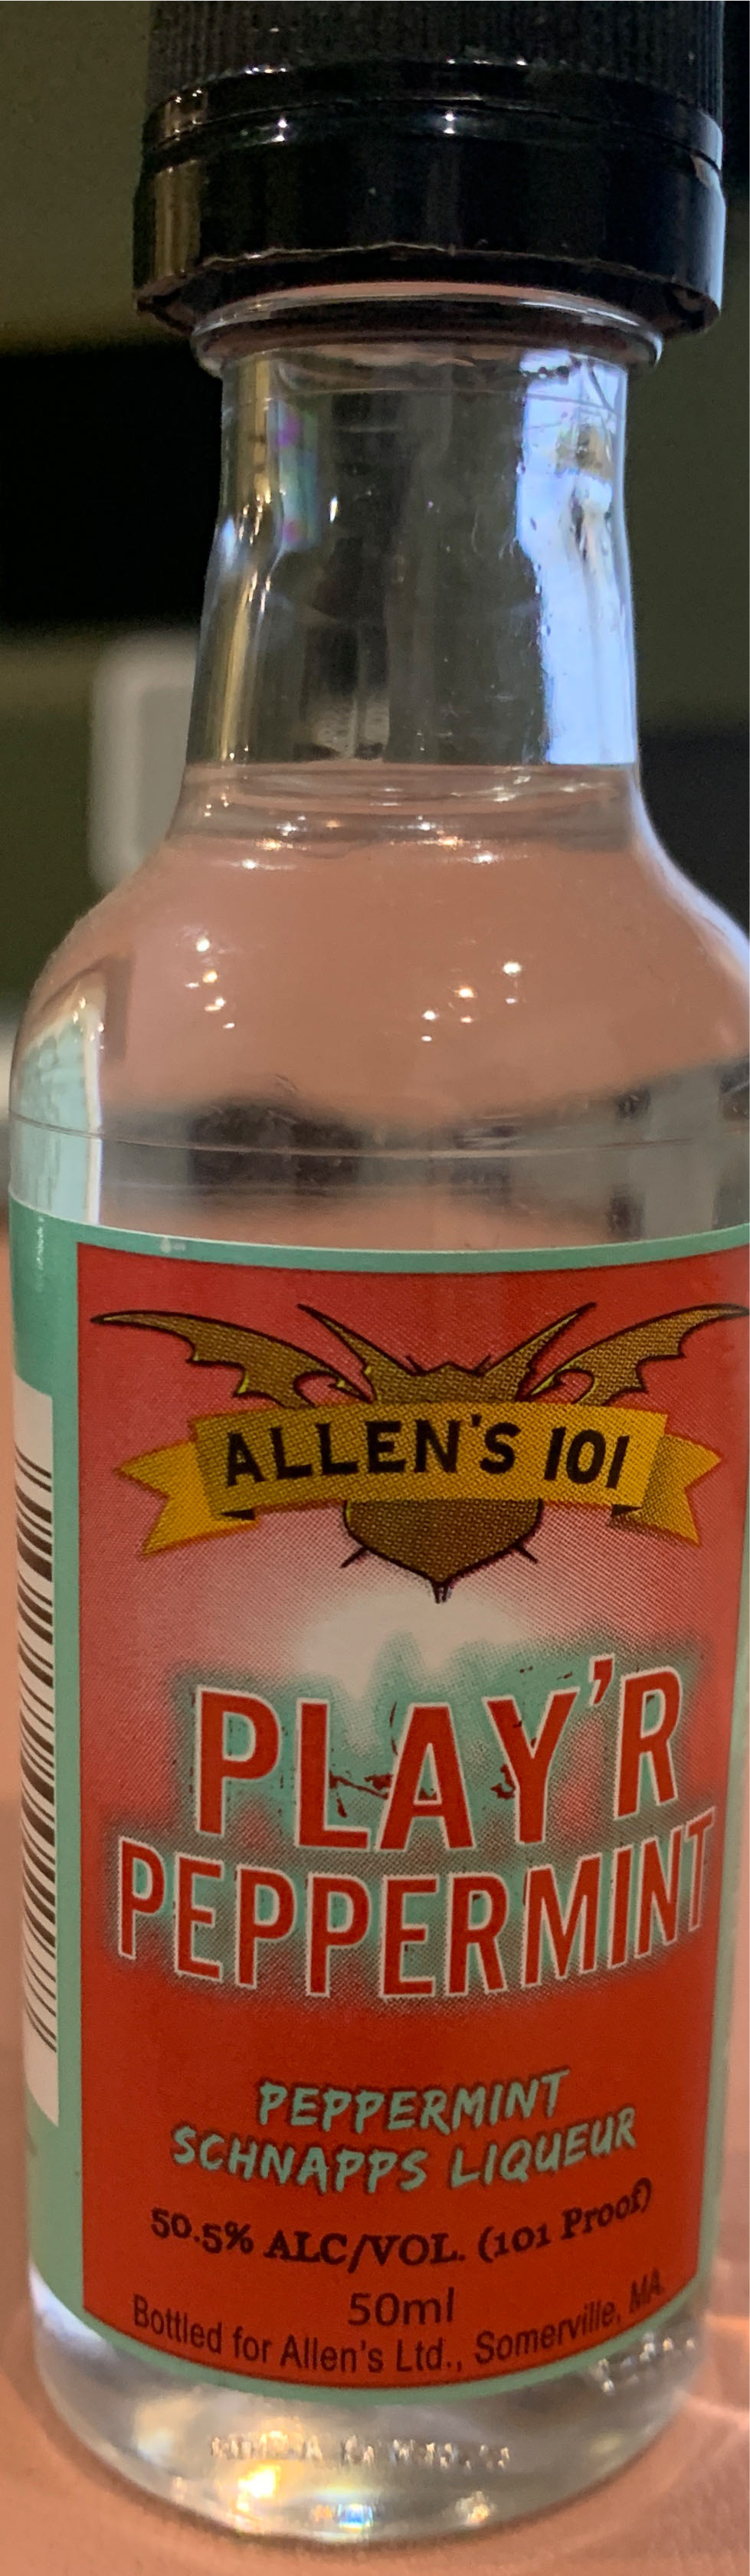 ALLEN'S 101
PLAY'R
PEPPERMINT
PEPPERMINT
SCHNAPPS LIQUEUR
50.5% ALC/VOL. (101 Proof)
50ml
Bottled for Allen's Ltd., Somerville, MA.